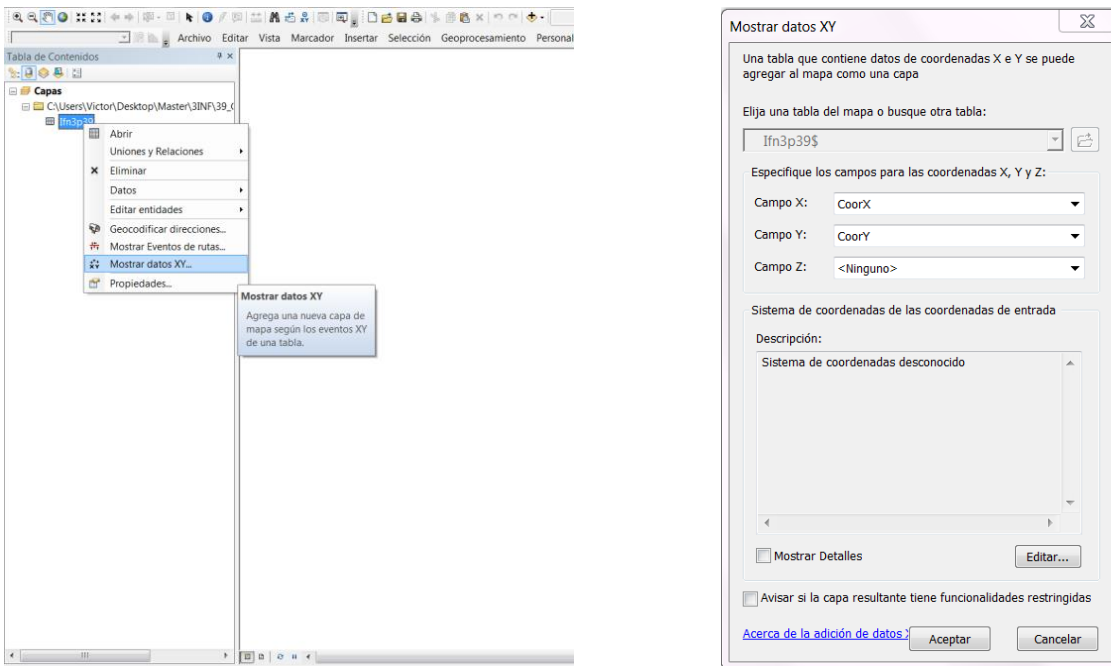 Archivo Editar Vista Marcador Insertar Selección Geoprocesamiento Personal
Tabla de Contenidos
Capas
C:\Users\Victor\Desktop\Master\3INF\39_
Ifn3p39
Abrir
Uniones y Relaciones
Eliminar
Datos
Editar entidades
Geocodificar direcciones...
Mostrar Eventos de rutas...
Mostrar datos XY...
Propiedades...
Mostrar datos XY
Agrega una nueva capa de
mapa según los eventos XY
de una tabla.
Mostrar datos XY
Una tabla que contiene datos de coordenadas X e Y se puede
agregar al mapa como una capa
Elija una tabla del mapa o busque otra tabla:
Ifn3p39$
Especifique los campos para las coordenadas X, Y y Z:
Campo X: CoorX
Campo Y: CoorY
Campo Z: <Ninguno>
Sistema de coordenadas de las coordenadas de entrada
Descripción:
Sistema de coordenadas desconocido
Mostrar Detalles
Editar...
Avisar si la capa resultante tiene funcionalidades restringidas
Acerca de la adición de datos
Aceptar
Cancelar